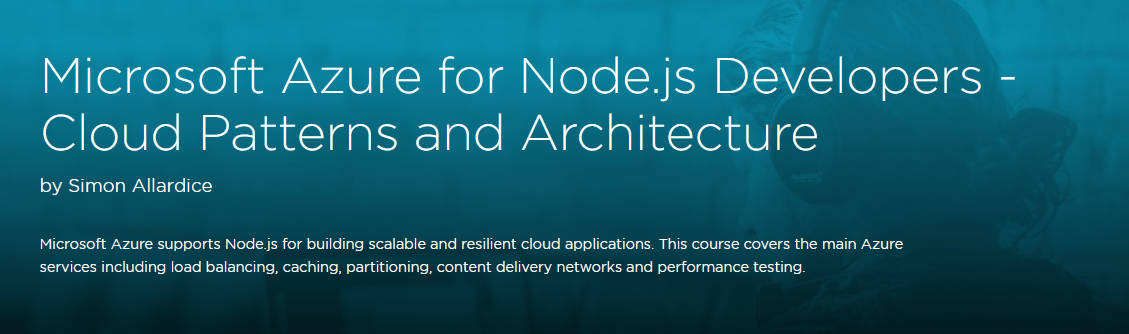 Microsoft Azure for Node.js Developers -
Cloud Patterns and Architecture
by Simon Allardice
Microsoft Azure supports Node.js for building scalable and resilient cloud applications. This course covers the main Azure
services including load balancing, caching, partitioning, content delivery networks and performance testing.